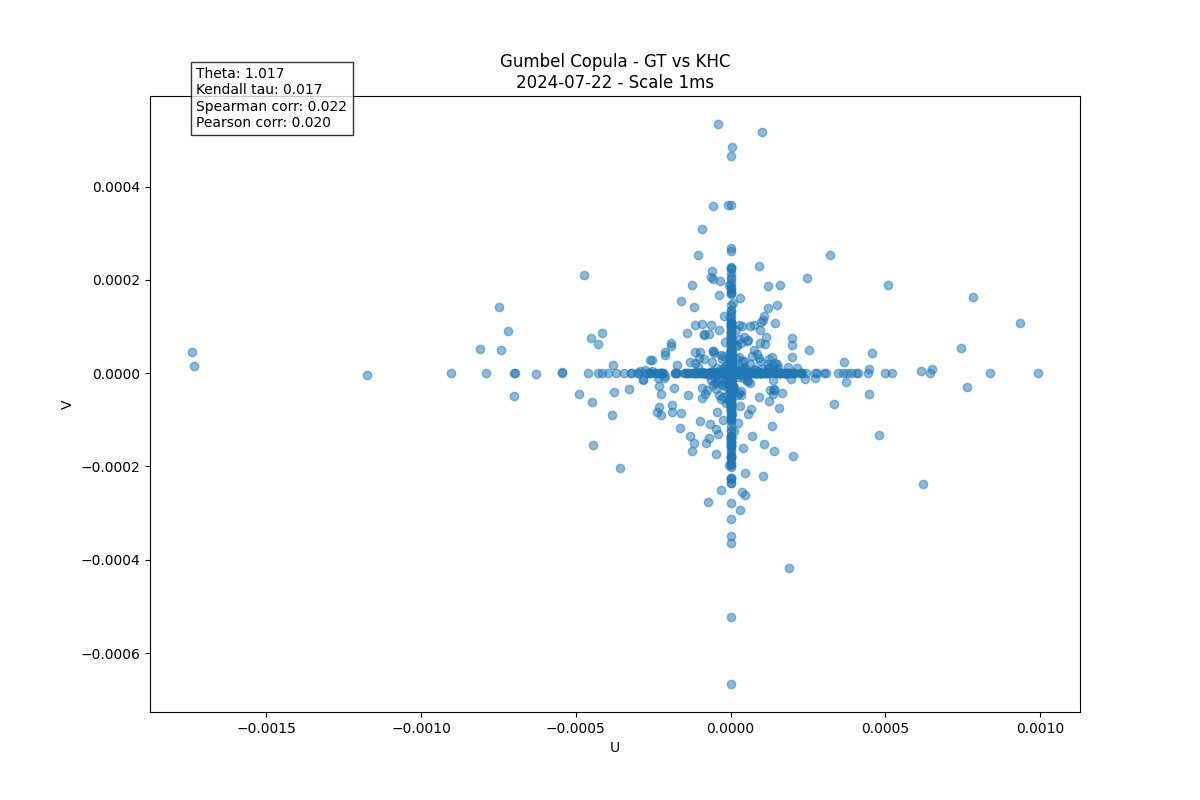 Gumbel Copula - GT vs KHC
2024-07-22 - Scale 1ms
Theta: 1.017
Kendall tau: 0.017
Spearman corr: 0.022
Pearson corr: 0.020
V
0.0004
0.0002
0.0000
−0.0002
−0.0004
−0.0006
−0.0015
−0.0010
−0.0005
0.0000
0.0005
0.0010
U